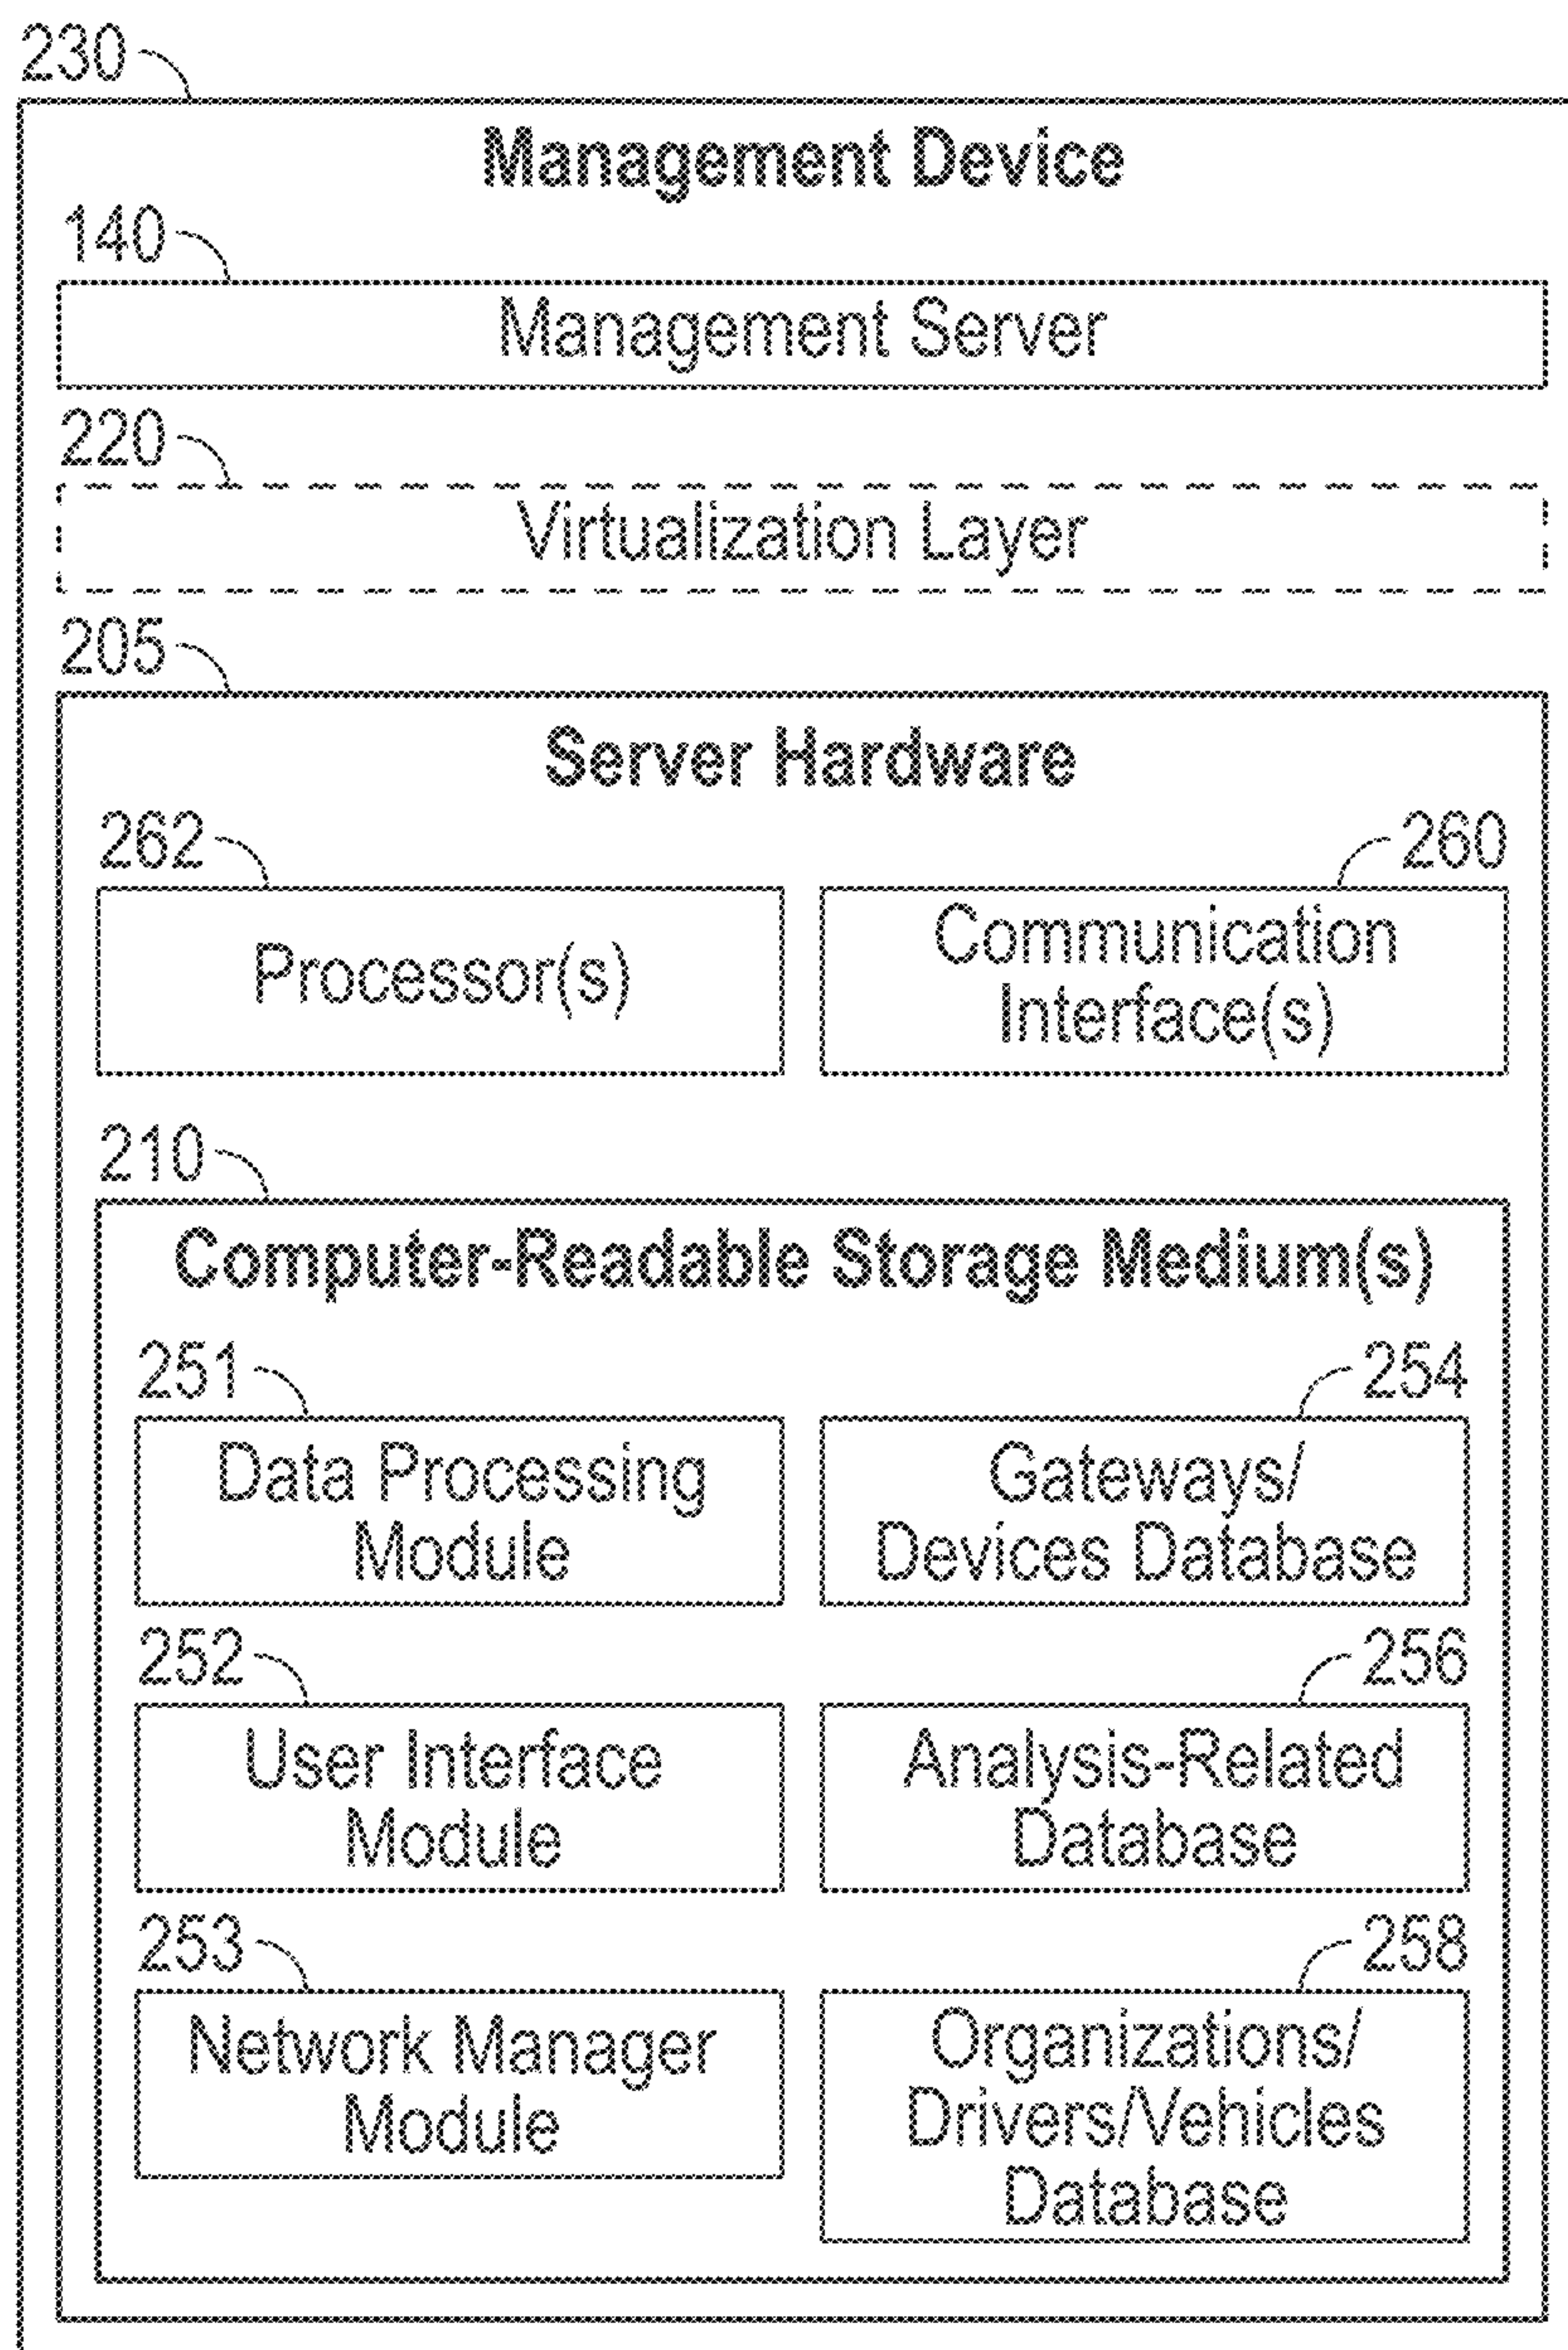 230
Management Device
140
Management Server
220
Virtualization Layer
205
Server Hardware
262
260
Processor(s)
Communication
Interface(s)
210
Computer-Readable Storage Medium(s)
251
254
Data Processing
Module
Gateways/
Devices Database
252
256
User Interface
Module
Analysis-Related
Database
253
258
Network Manager
Module
Organizations/
Drivers/Vehicles
Database